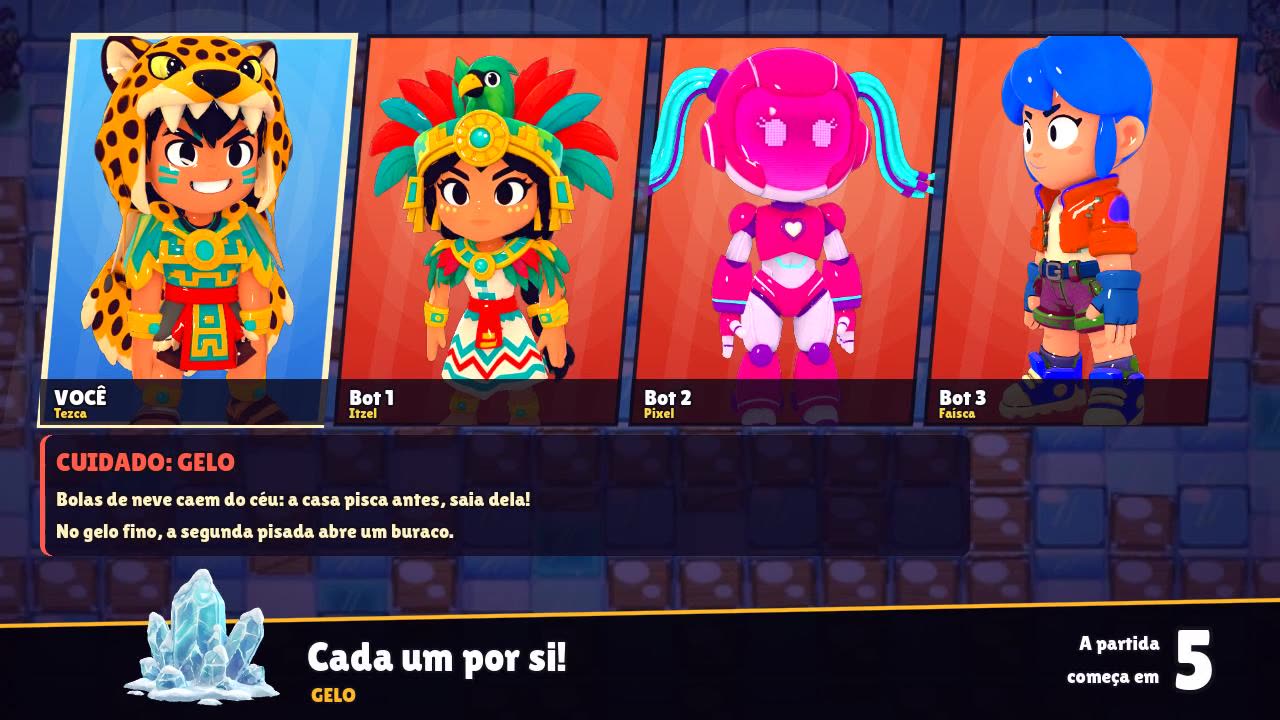 VOCÊ
Tezca
Bot 1
Itzel
Bot 2
Pixel
Bot 3
Faísca
CUIDADO: GELO
Bolas de neve caem do céu: a casa pisca antes, saia dela!
No gelo fino, a segunda pisada abre um buraco.
Cada um por si!
GELO
A partida
começa em
5
G